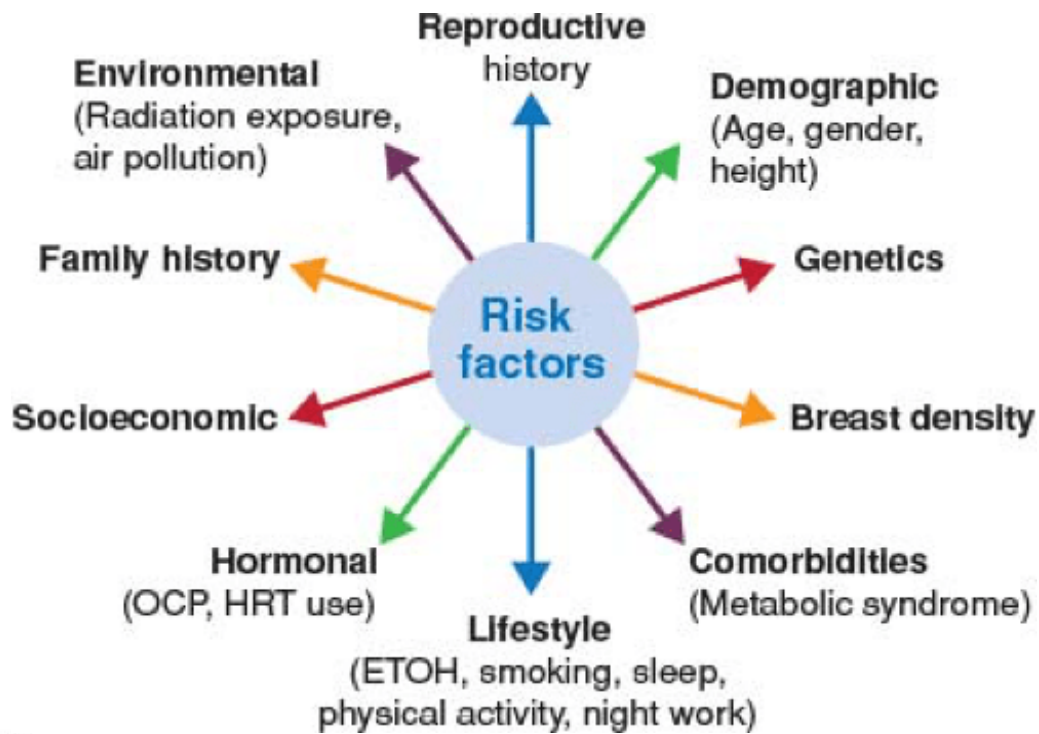 Reproductive
history
Environmental
(Radiation exposure,
air pollution)
Demographic
(Age, gender,
height)
Family history
Genetics
Risk
factors
Socioeconomic
Breast density
Hormonal
(OCP, HRT use)
Comorbidities
(Metabolic syndrome)
Lifestyle
(ETOH, smoking, sleep,
physical activity, night work)